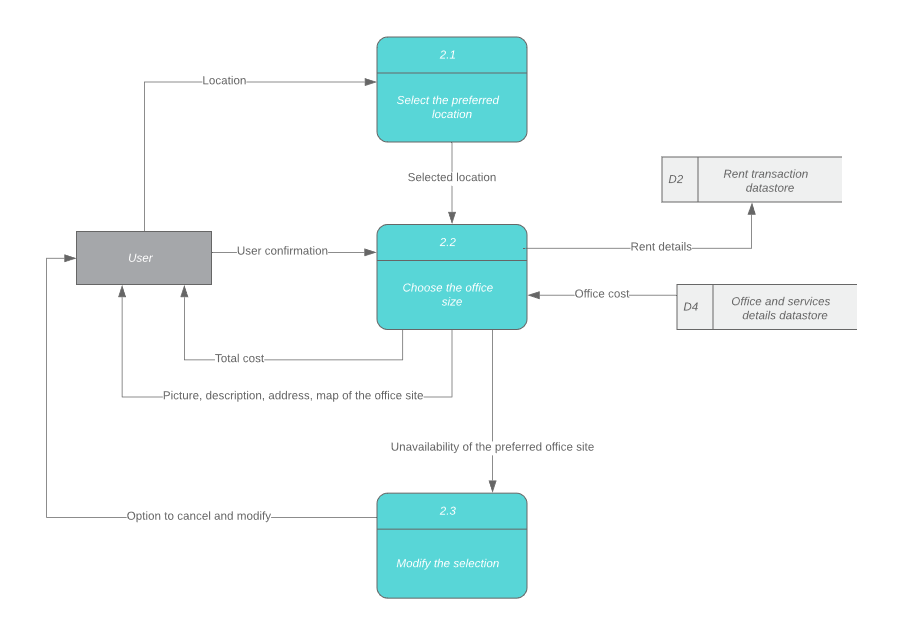 2.1
Location
Select the preferred
location
Selected location
D2
Rent transaction
datastore
2.2
User confirmation
Rent details
User
Choose the office
size
Office cost
D4
Office and services
details datastore
Total cost
Picture, description, address, map of the office site
Unavailability of the preferred office site
2.3
Option to cancel and modify
Modify the selection